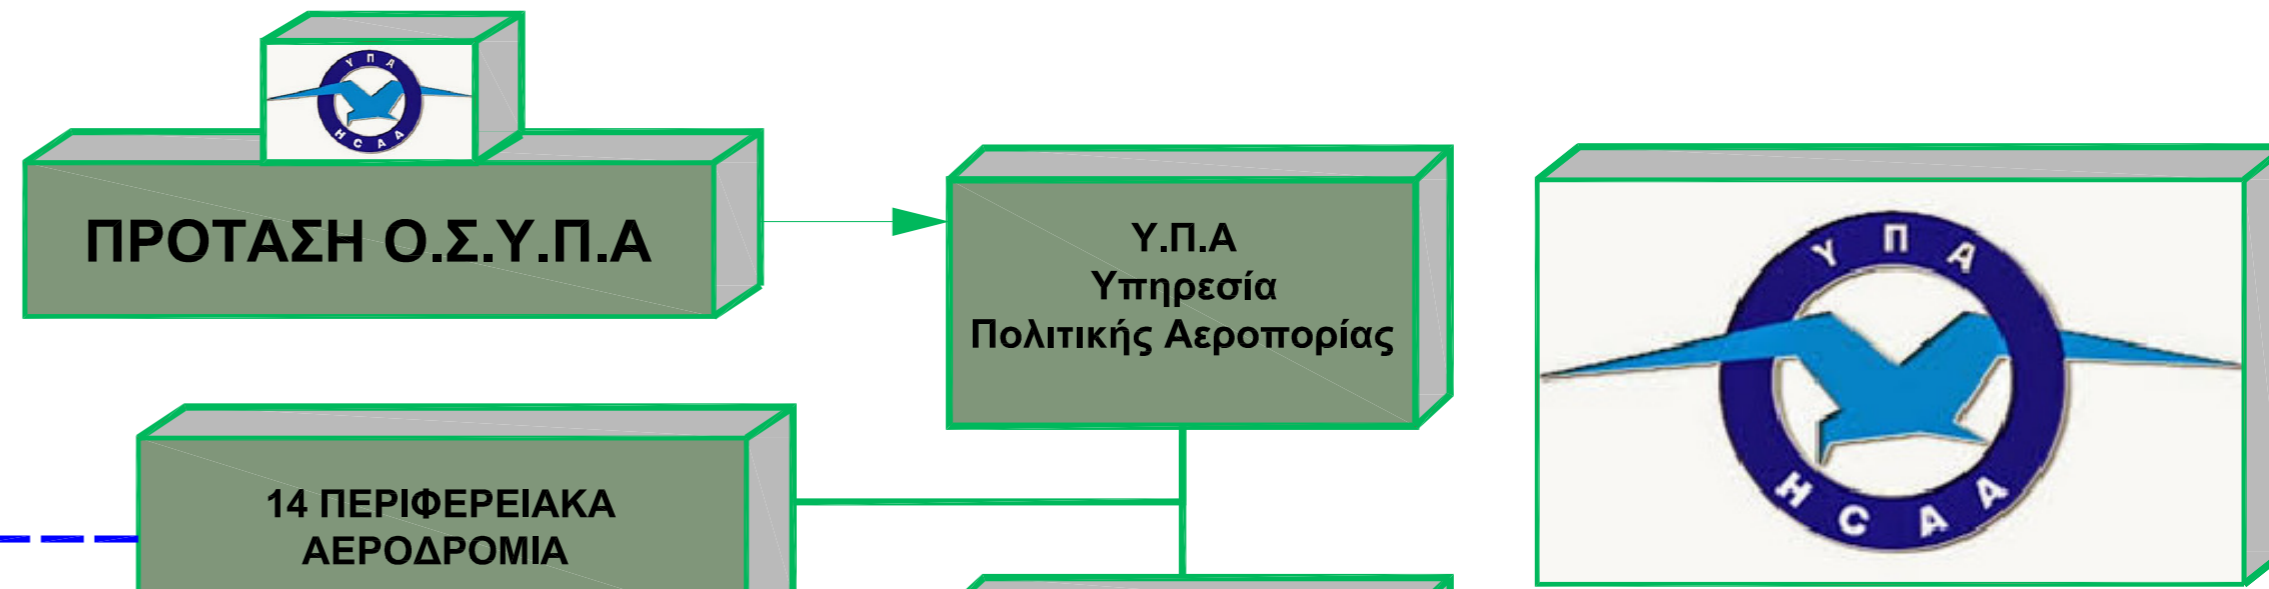 Υ Π Α
H C A A
ΠΡΟΤΑΣΗ Ο.Σ.Υ.Π.Α
Υ.Π.Α
Υπηρεσία
Πολιτικής Αεροπορίας
Υ Π Α
H C A A
14 ΠΕΡΙΦΕΡΕΙΑΚΑ
ΑΕΡΟΔΡΟΜΙΑ